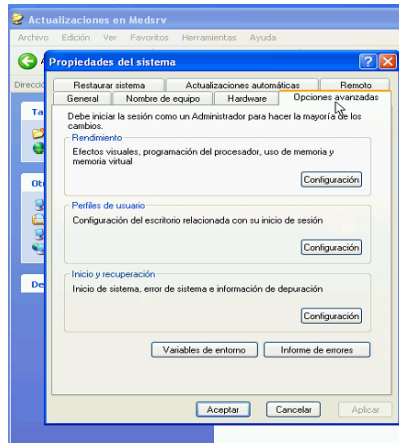 Actualizaciones en Medsrv
Archivo Edición Ver Favoritos Herramientas Ayuda
Propiedades del sistema
Restaurar sistema Actualizaciones automáticas Remoto
General Nombre de equipo Hardware Opciones avanzadas
Debe iniciar la sesión como un Administrador para hacer la mayoría de los
cambios.
Rendimiento
Efectos visuales, programación del procesador, uso de memoria y
memoria virtual
Configuración
Perfiles de usuario
Configuración del escritorio relacionada con su inicio de sesión
Configuración
Inicio y recuperación
Inicio de sistema, error de sistema e información de depuración
Configuración
Variables de entorno Informe de errores
Aceptar Cancelar Aplicar